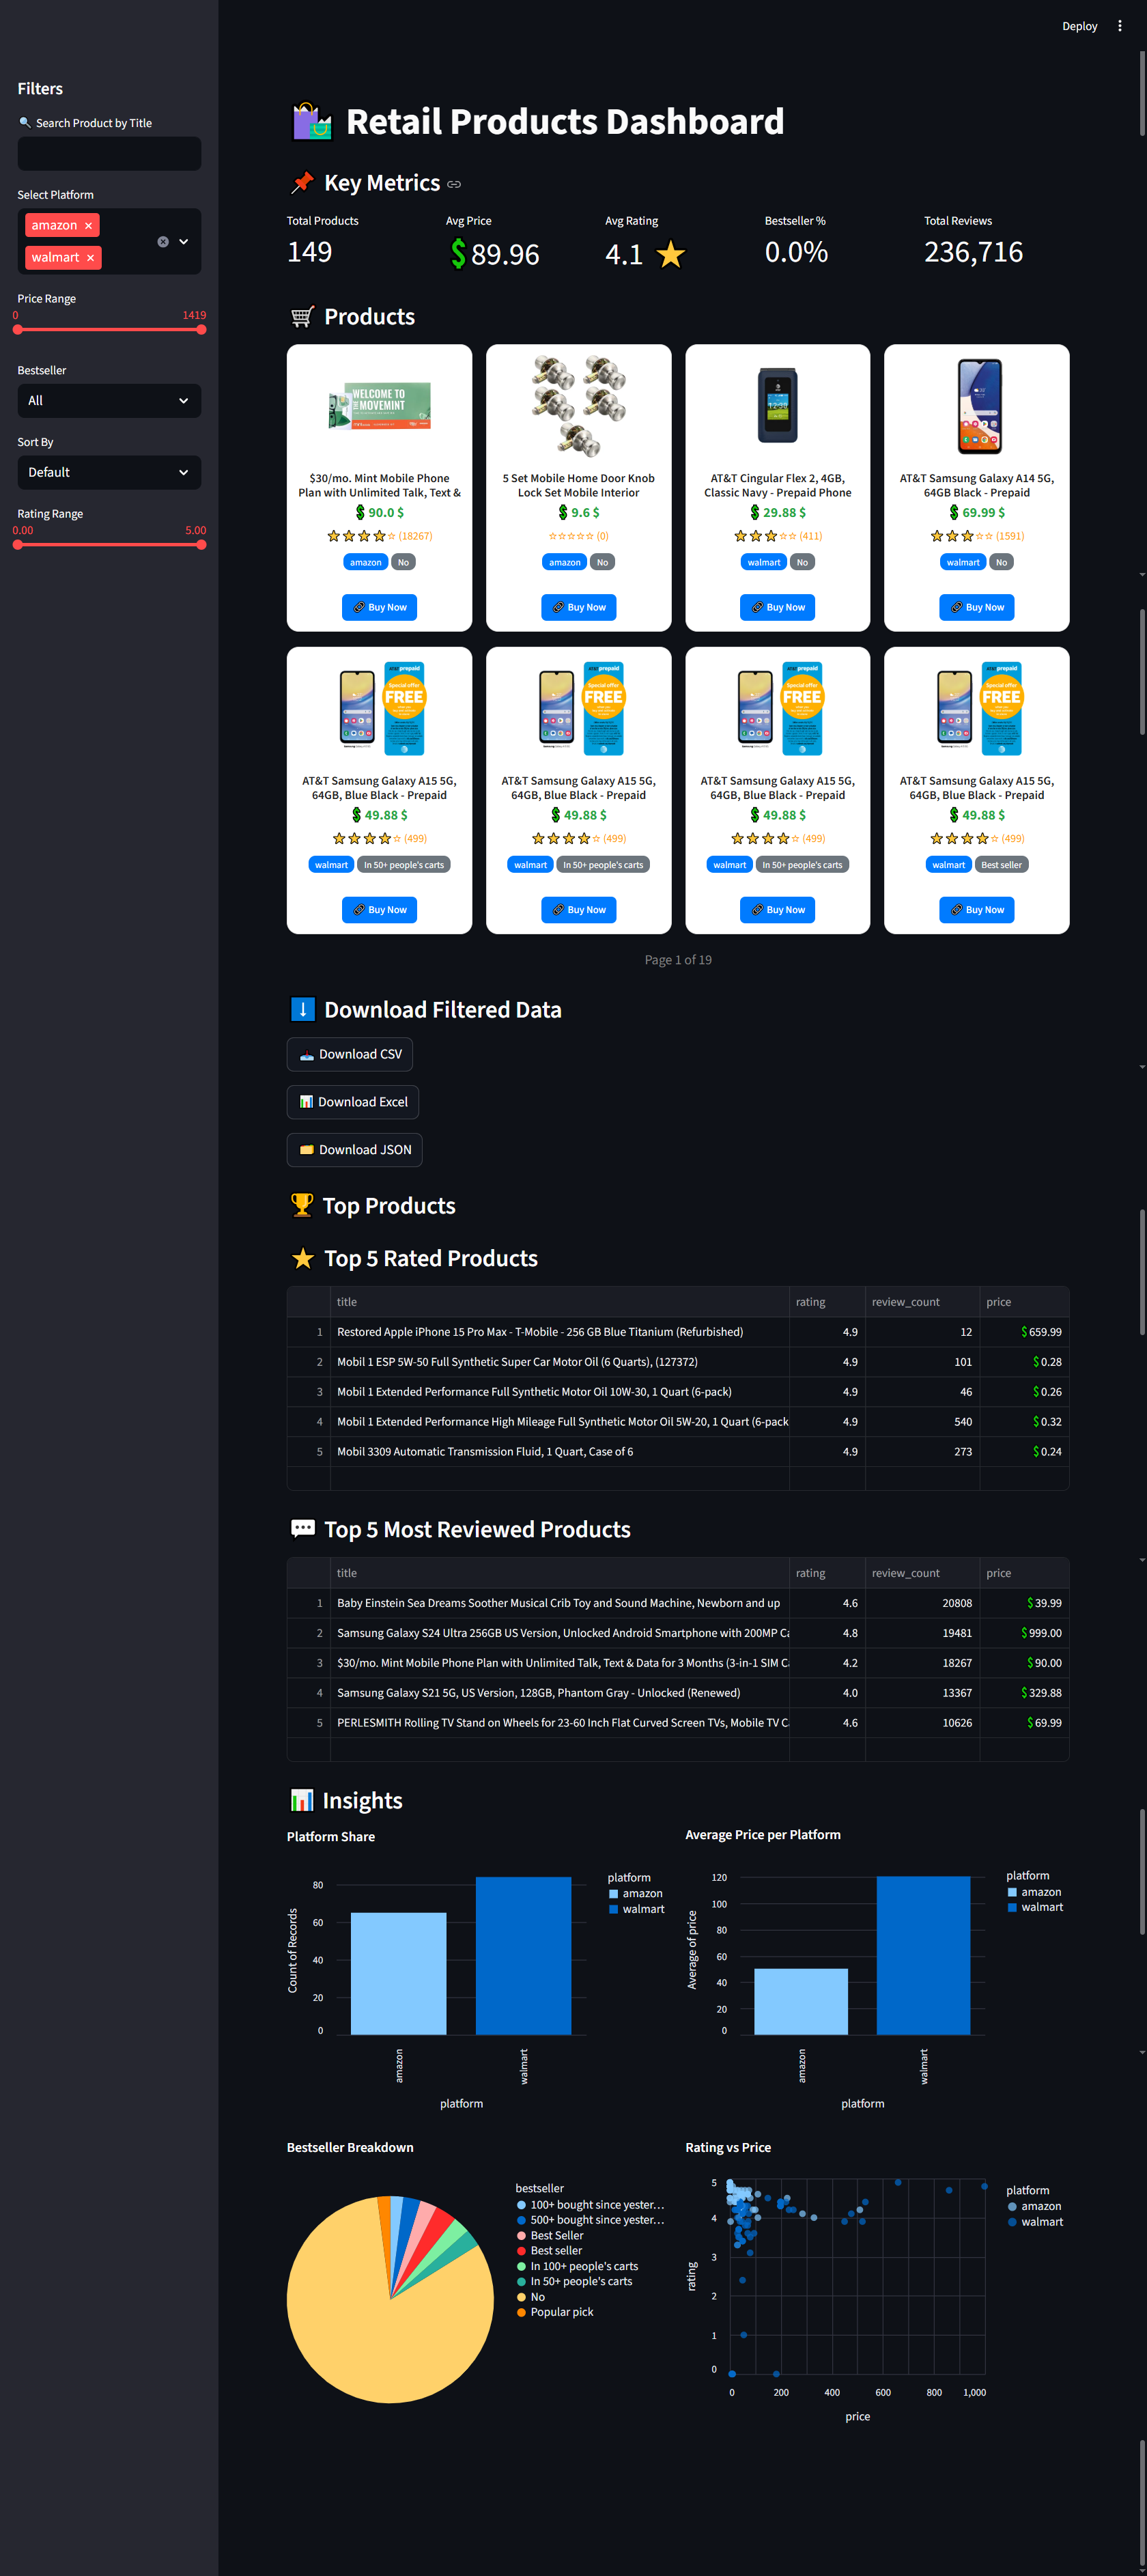 Deploy
Filters
Search Product by Title
Select Platform
amazon ×
walmart ×
Price Range
0 1419
Bestseller
All
Sort By
Default
Rating Range
0.00 5.00
Retail Products Dashboard
Key Metrics
Total Products Avg Price Avg Rating Bestseller % Total Reviews
149 $89.96 4.1 0.0% 236,716
Products
WELCOME TO
THE MOVEMINT
$30/mo. Mint Mobile Phone
Plan with Unlimited Talk, Text &
$ 90.0 $
(18267)
amazon No
Buy Now
5 Set Mobile Home Door Knob
Lock Set Mobile Interior
$ 9.6 $
(0)
amazon No
Buy Now
AT&T Cingular Flex 2, 4GB,
Classic Navy - Prepaid Phone
$ 29.88 $
(411)
walmart No
Buy Now
AT&T Samsung Galaxy A14 5G,
64GB Black - Prepaid
$ 69.99 $
(1591)
walmart No
Buy Now
AT&T prepaid
Special offer
FREE
AT&T Samsung Galaxy A15 5G,
64GB, Blue Black - Prepaid
$ 49.88 $
(499)
walmart In 50+ people's carts
Buy Now
AT&T prepaid
Special offer
FREE
AT&T Samsung Galaxy A15 5G,
64GB, Blue Black - Prepaid
$ 49.88 $
(499)
walmart In 50+ people's carts
Buy Now
AT&T prepaid
Special offer
FREE
AT&T Samsung Galaxy A15 5G,
64GB, Blue Black - Prepaid
$ 49.88 $
(499)
walmart In 50+ people's carts
Buy Now
AT&T prepaid
Special offer
FREE
AT&T Samsung Galaxy A15 5G,
64GB, Blue Black - Prepaid
$ 49.88 $
(499)
walmart Best seller
Buy Now
Page 1 of 19
Download Filtered Data
Download CSV
Download Excel
Download JSON
Top Products
Top 5 Rated Products
title rating review_count price
1 Restored Apple iPhone 15 Pro Max - T-Mobile - 256 GB Blue Titanium (Refurbished) 4.9 12 $659.99
2 Mobil 1 ESP 5W-50 Full Synthetic Super Car Motor Oil (6 Quarts), (127372) 4.9 101 $0.28
3 Mobil 1 Extended Performance Full Synthetic Motor Oil 10W-30, 1 Quart (6-pack) 4.9 46 $0.26
4 Mobil 1 Extended Performance High Mileage Full Synthetic Motor Oil 5W-20, 1 Quart (6-pack 4.9 540 $0.32
5 Mobil 3309 Automatic Transmission Fluid, 1 Quart, Case of 6 4.9 273 $0.24
Top 5 Most Reviewed Products
title rating review_count price
1 Baby Einstein Sea Dreams Soother Musical Crib Toy and Sound Machine, Newborn and up 4.6 20808 $39.99
2 Samsung Galaxy S24 Ultra 256GB US Version, Unlocked Android Smartphone with 200MP Ca 4.8 19481 $999.00
3 $30/mo. Mint Mobile Phone Plan with Unlimited Talk, Text & Data for 3 Months (3-in-1 SIM C 4.2 18267 $90.00
4 Samsung Galaxy S21 5G, US Version, 128GB, Phantom Gray - Unlocked (Renewed) 4.0 13367 $329.88
5 PERLESMITH Rolling TV Stand on Wheels for 23-60 Inch Flat Curved Screen TVs, Mobile TV C 4.6 10626 $69.99
Insights
Platform Share
Count of Records
80
60
40
20
0
amazon walmart
platform
platform
amazon
walmart
Average Price per Platform
Average of price
120
100
80
60
40
20
0
amazon walmart
platform
platform
amazon
walmart
Bestseller Breakdown
bestseller
100+ bought since yester…
500+ bought since yester…
Best Seller
Best seller
In 100+ people's carts
In 50+ people's carts
No
Popular pick
Rating vs Price
rating
5
4
3
2
1
0
0 200 400 600 800 1,000
price
platform
amazon
walmart